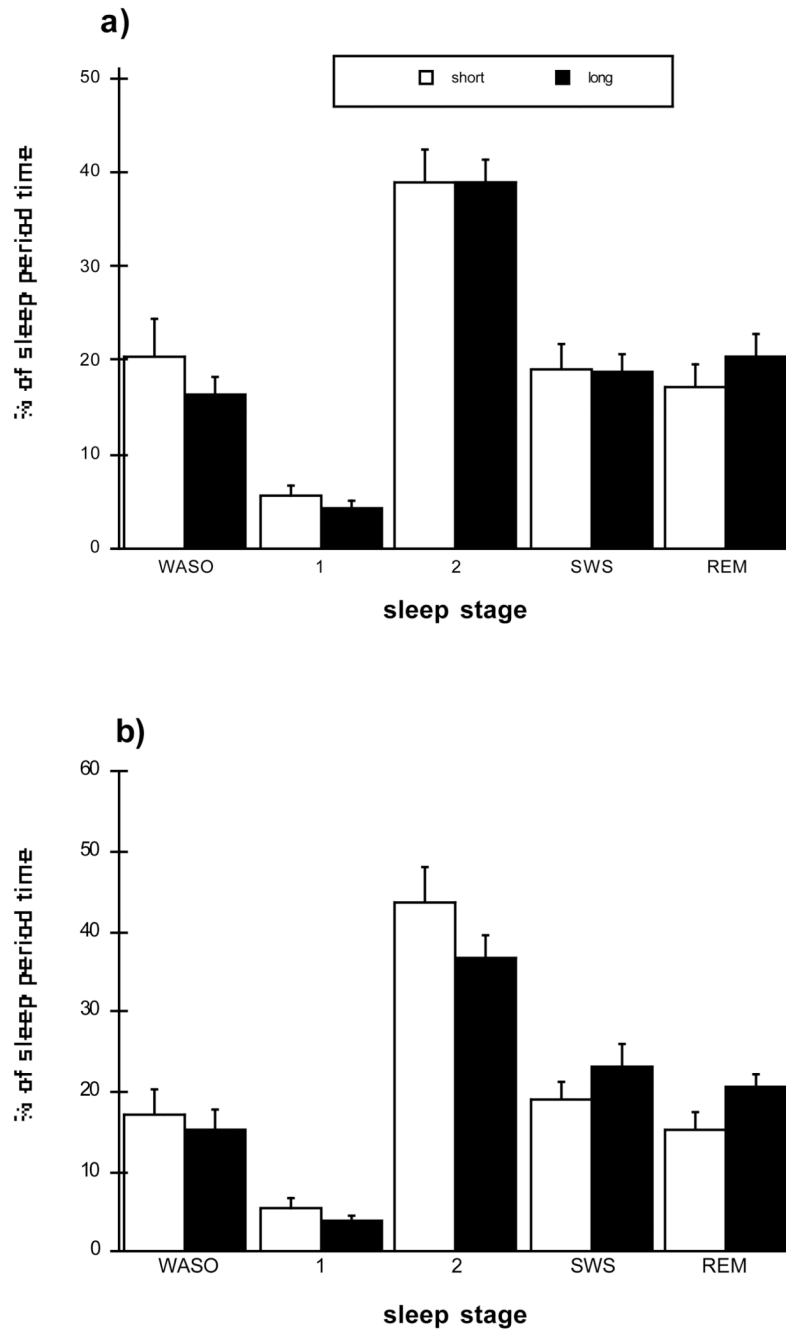 a)
short long
50
40
30
20
10
0
% of sleep period time
WASO 1 2 SWS REM
sleep stage
b)
60
50
40
30
20
10
0
% of sleep period time
WASO 1 2 SWS REM
sleep stage